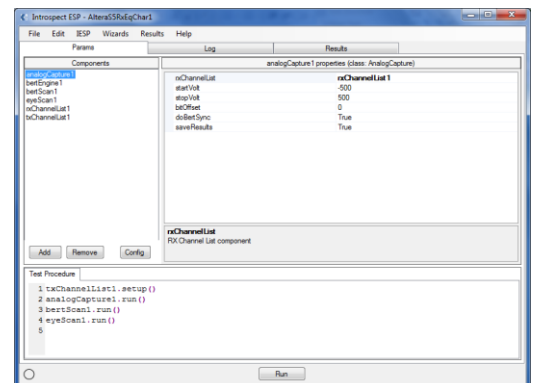 Introspect ESP - AlteraS5RxEqChar1
File Edit IESP Wizards Results Help
Params Log Results
Components
analogCapture1
bertEngine1
bertScan1
eyeScan1
rxChannelList1
txChannelList1
Add Remove Config
analogCapture1 properties (class: AnalogCapture)
rxChannelList rxChannelList1
startVolt -500
stopVolt 500
bitOffset 0
doBertSync True
saveResults True
rxChannelList
RX Channel List component
Test Procedure
1 txChannelList1.setup()
2 analogCapture1.run()
3 bertScan1.run()
4 eyeScan1.run()
5
Run